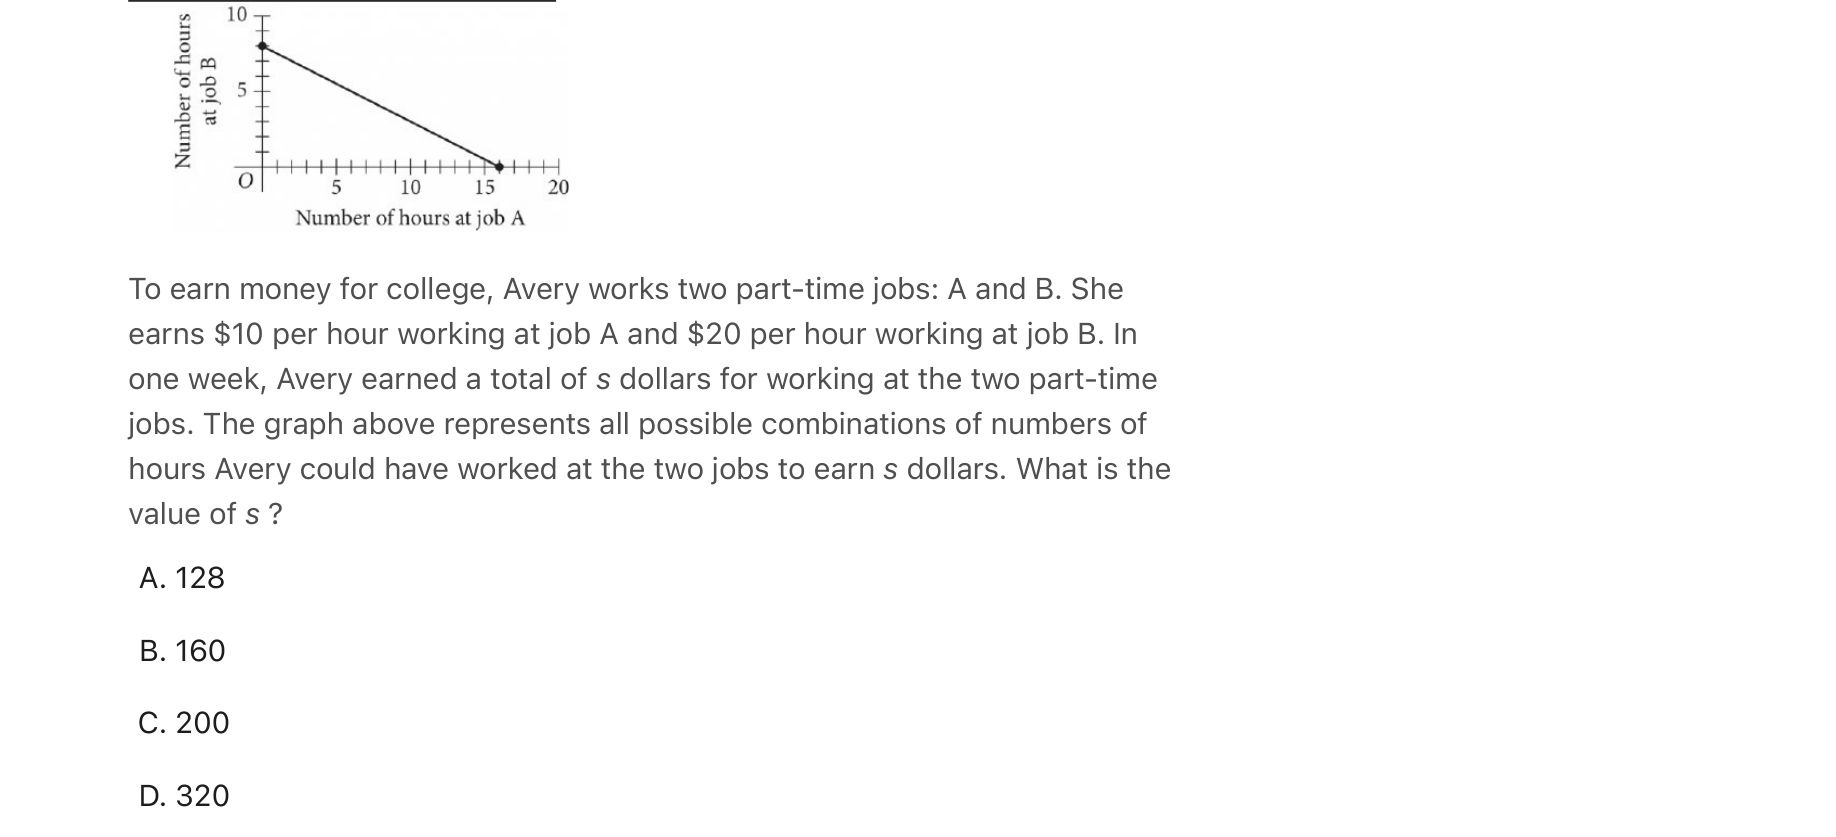 Number of hours
at job B
10
5
O
5 10 15 20
Number of hours at job A
To earn money for college, Avery works two part-time jobs: A and B. She
earns $10 per hour working at job A and $20 per hour working at job B. In
one week, Avery earned a total of s dollars for working at the two part-time
jobs. The graph above represents all possible combinations of numbers of
hours Avery could have worked at the two jobs to earn s dollars. What is the
value of s ?
A. 128
B. 160
C. 200
D. 320